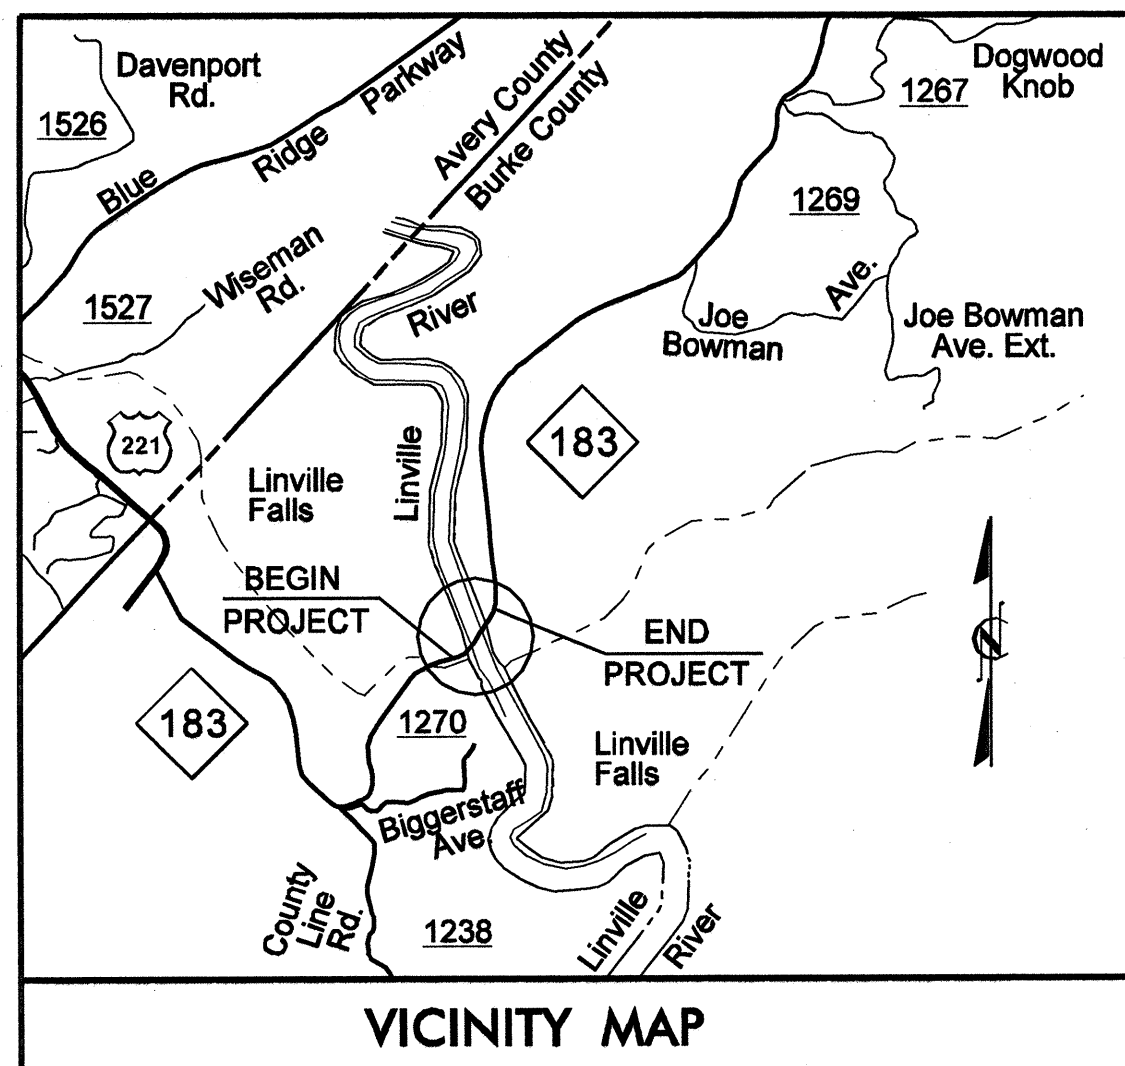 Davenport
Rd.
1526
Blue Ridge Parkway
Avery County
Burke County
Dogwood
Knob
1267
1269
Wiseman
Rd.
1527
River
Joe
Bowman
Ave.
Joe Bowman
Ave. Ext.
221
183
Linville
Falls
Linville
BEGIN
PROJECT
END
PROJECT
N
183
1270
Linville
Falls
Biggerstaff
Ave.
County
Line
Rd.
1238
Linville
River
VICINITY MAP